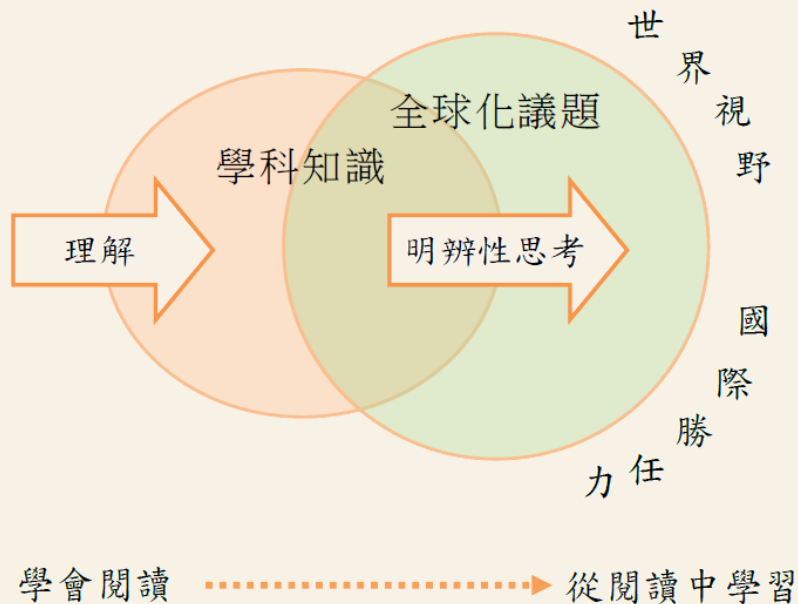 世界視野
全球化議題
學科知識
理解
明辨性思考
國際勝任力
學會閱讀
從閱讀中學習